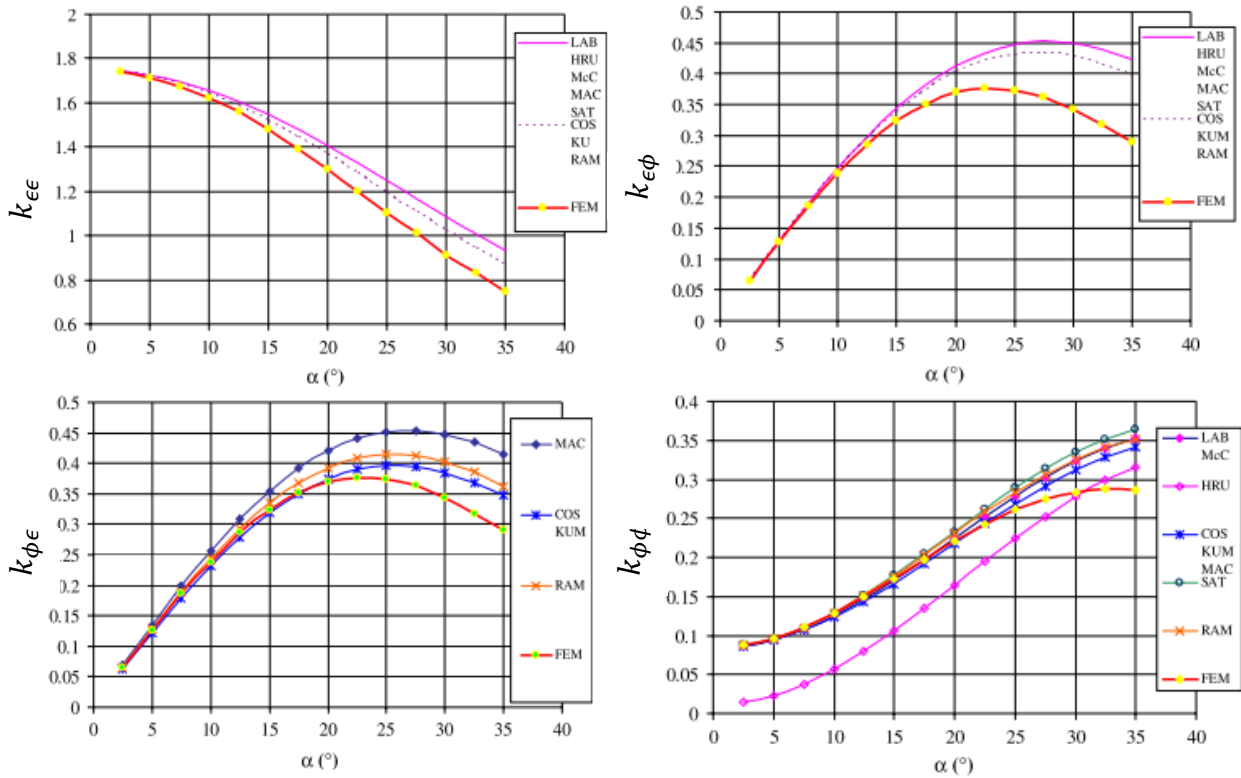 2
1.8
1.6
1.4
1.2
1
0.8
0.6
0 5 10 15 20 25 30 35 40
α (°)
kϵϵ
LAB
HRU
McC
MAC
SAT
COS
KU
RAM
FEM
0.5
0.45
0.4
0.35
0.3
0.25
0.2
0.15
0.1
0.05
0
0 5 10 15 20 25 30 35 40
α (°)
kϵϕ
LAB
HRU
McC
MAC
SAT
COS
KUM
RAM
FEM
0.5
0.45
0.4
0.35
0.3
.25
0.2
0.15
0.1
0.05
0
0 5 10 15 20 25 30 35 40
α (°)
kϕϵ
MAC
COS
KUM
RAM
FEM
0.4
0.35
0.3
0.25
0.2
0.15
0.1
0.05
0
0 5 10 15 20 25 30 35 40
α (°)
kϕϕ
LAB
McC
HRU
COS
KUM
MAC
SAT
RAM
FEM